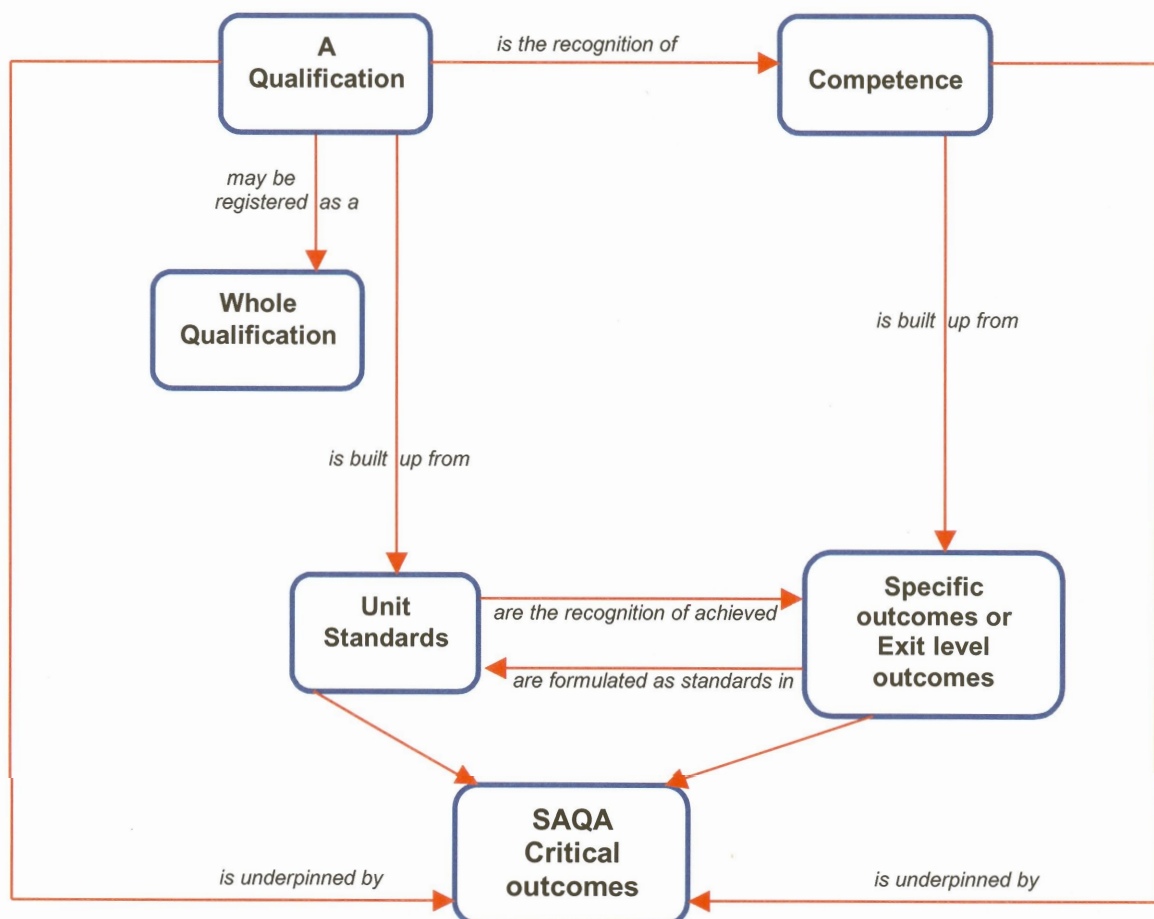 A
Qualification
is the recognition of
Competence
may be
registered as a
Whole
Qualification
is built up from
is built up from
Unit
Standards
are the recognition of achieved
are formulated as standards in
Specific
outcomes or
Exit level
outcomes
SAQA
Critical
outcomes
is underpinned by
is underpinned by